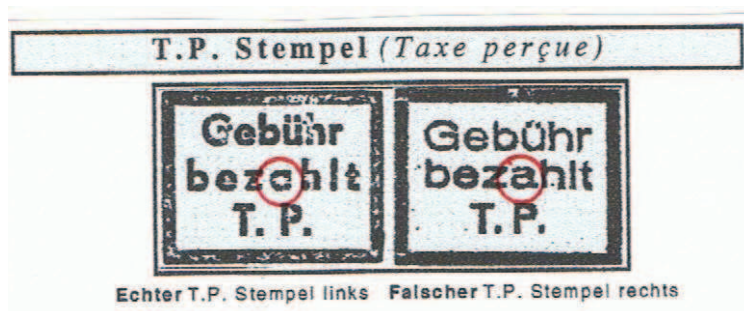 T.P. Stempel (Taxe perçue)
Gebühr
bezahlt
T. P.
Gebühr
bezahlt
T. P.
Echter T.P. Stempel links Falscher T.P. Stempel rechts